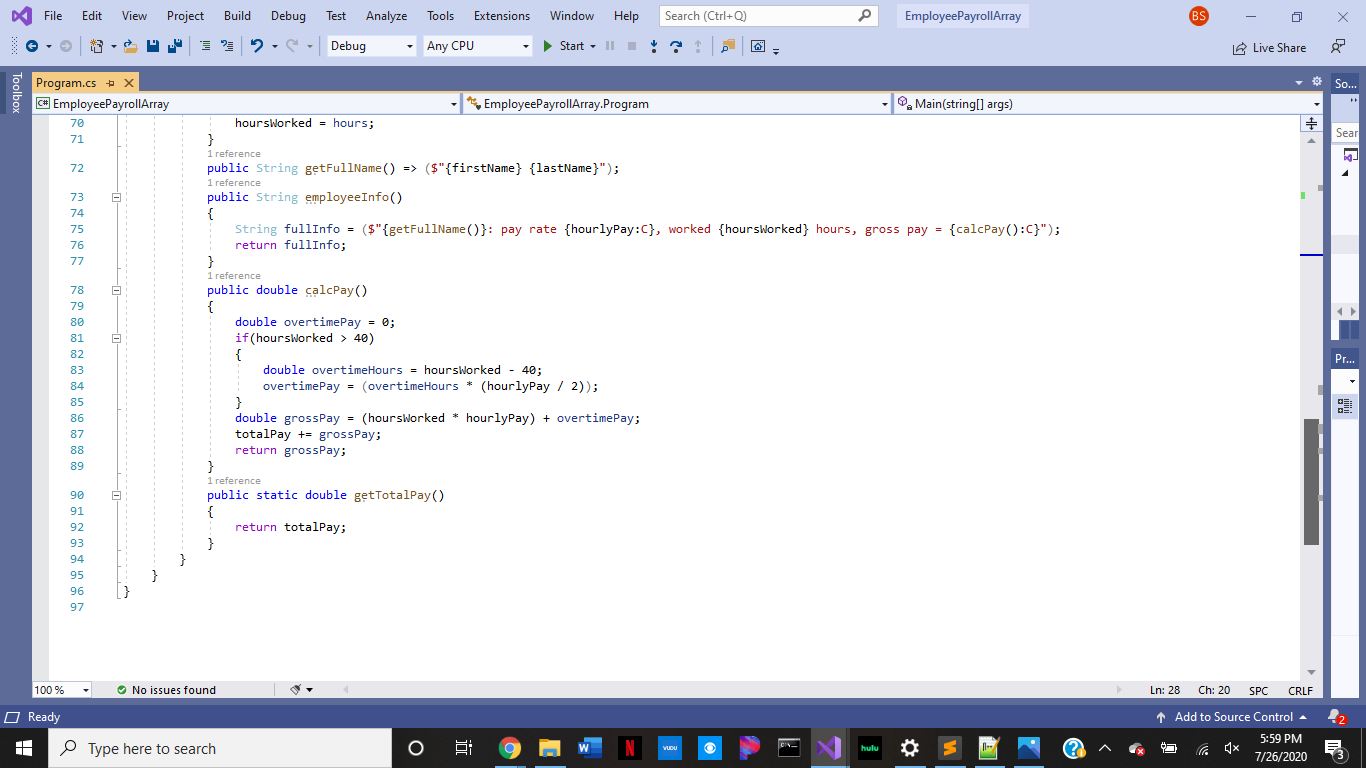 File Edit View Project Build Debug Test Analyze Tools Extensions Window Help Search (Ctrl+Q) EmployeePayrollArray BS
Debug Any CPU Start Live Share
Toolbox
Program.cs
So...
EmployeePayrollArray EmployeePayrollArray.Program Main(string[] args)
Sear
70 hoursWorked = hours;
71 }
1 reference
72 public String getFullName() => ($"{firstName} {lastName}");
1 reference
73 public String employeeInfo()
74 {
75 String fullInfo = ($"{getFullName()}: pay rate {hourlyPay:C}, worked {hoursWorked} hours, gross pay = {calcPay():C}");
76 return fullInfo;
77 }
1 reference
78 public double calcPay()
79 {
80 double overtimePay = 0;
81 if(hoursWorked > 40)
82 {
83 double overtimeHours = hoursWorked - 40;
84 overtimePay = (overtimeHours * (hourlyPay / 2));
85 }
86 double grossPay = (hoursWorked * hourlyPay) + overtimePay;
87 totalPay += grossPay;
88 return grossPay;
89 }
1 reference
90 public static double getTotalPay()
91 {
92 return totalPay;
93 }
94 }
95 }
96 }
97
Pr...
100 % No issues found Ln: 28 Ch: 20 SPC CRLF
Ready Add to Source Control 2
Type here to search W N VUDU hulu 5:59 PM
7/26/2020 3